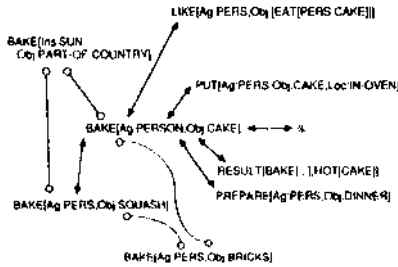 LIKE[Ag.PERS,Obj.[EAT[PERS CAKE]]]
BAKE[Ins SUN
Obj PART-OF COUNTRY]
PUT[Ag PERS Obj.CAKE,Loc IN-OVEN]
BAKE[Ag PERSON,Obj CAKE]
RESULT[BAKE[..],HOT[CAKE]]
PREPARE[Ag PERS,Obj.DINNER]
BAKE[Ag PERS,Obj SQUASH]
BAKE[Ag PERS,Obj BRICKS]